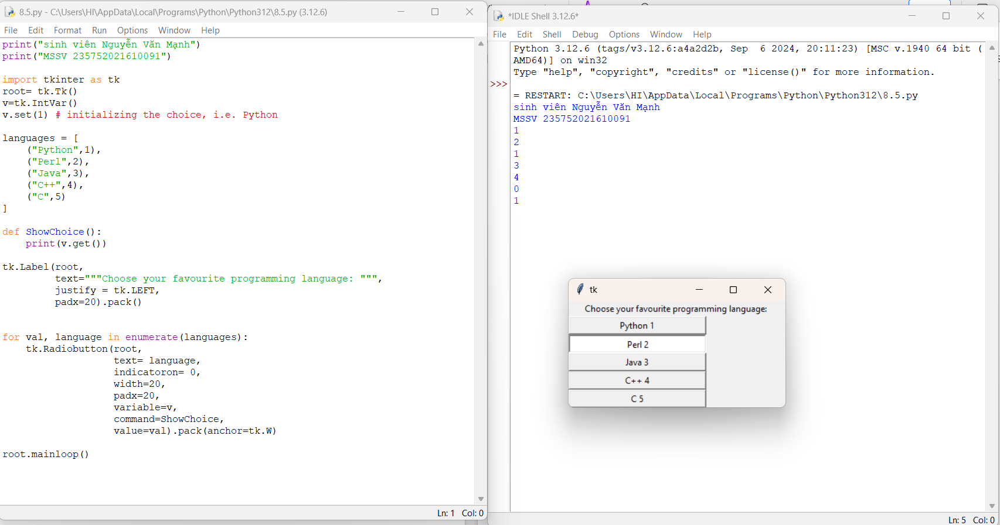 8.5.py - C:\Users\HI\AppData\Local\Programs\Python\Python312\8.5.py (3.12.6)
File Edit Format Run Options Window Help
print("sinh viên Nguyễn Văn Mạnh")
print("MSSV 235752021610091")
import tkinter as tk
root= tk.Tk()
v=tk.IntVar()
v.set(1) # initializing the choice, i.e. Python
languages = [
("Python",1),
("Perl",2),
("Java",3),
("C++",4),
("C",5)
]
def ShowChoice():
print(v.get())
tk.Label(root,
text="""Choose your favourite programming language: """,
justify = tk.LEFT,
padx=20).pack()
for val, language in enumerate(languages):
tk.Radiobutton(root,
text= language,
indicatoron= 0,
width=20,
padx=20,
variable=v,
command=ShowChoice,
value=val).pack(anchor=tk.W)
root.mainloop()
Ln: 1 Col: 0
*IDLE Shell 3.12.6*
File Edit Shell Debug Options Window Help
Python 3.12.6 (tags/v3.12.6:a4a2d2b, Sep  6 2024, 20:11:23) [MSC v.1940 64 bit (
AMD64)] on win32
Type "help", "copyright", "credits" or "license()" for more information.
>>>
= RESTART: C:\Users\HI\AppData\Local\Programs\Python\Python312\8.5.py
sinh viên Nguyễn Văn Mạnh
MSSV 235752021610091
1
2
1
3
4
0
1
tk
Choose your favourite programming language:
Python 1
Perl 2
Java 3
C++ 4
C 5
Ln: 5 Col: 0